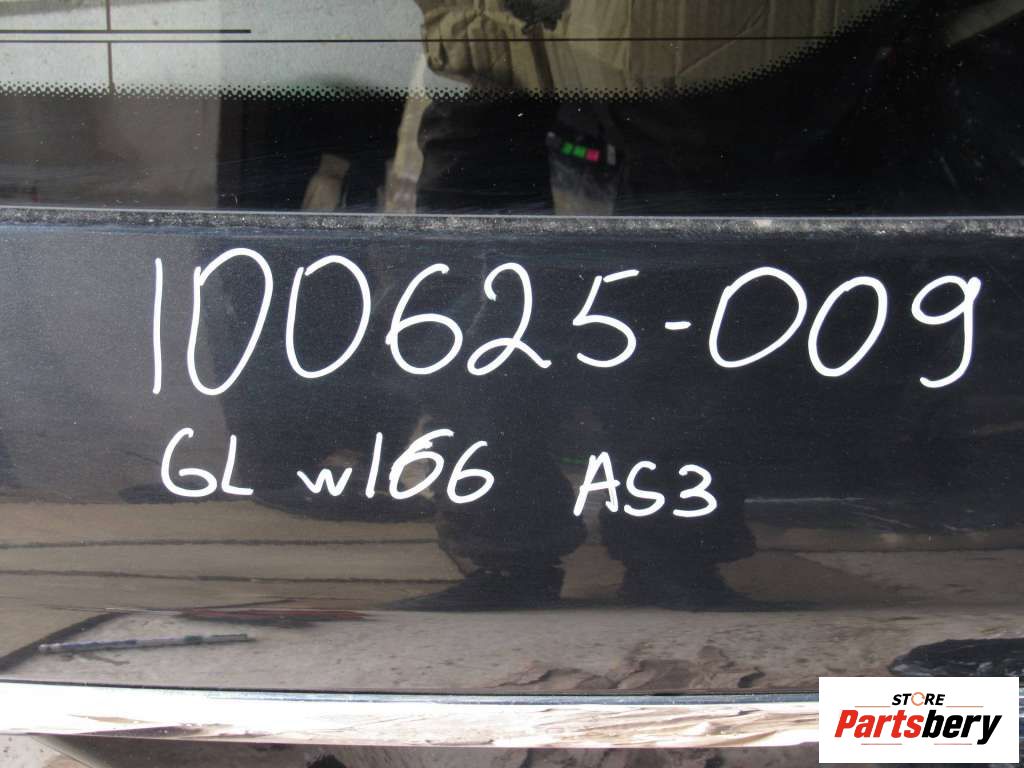 100625-009
GL w166 AS3
STORE
Partsbery